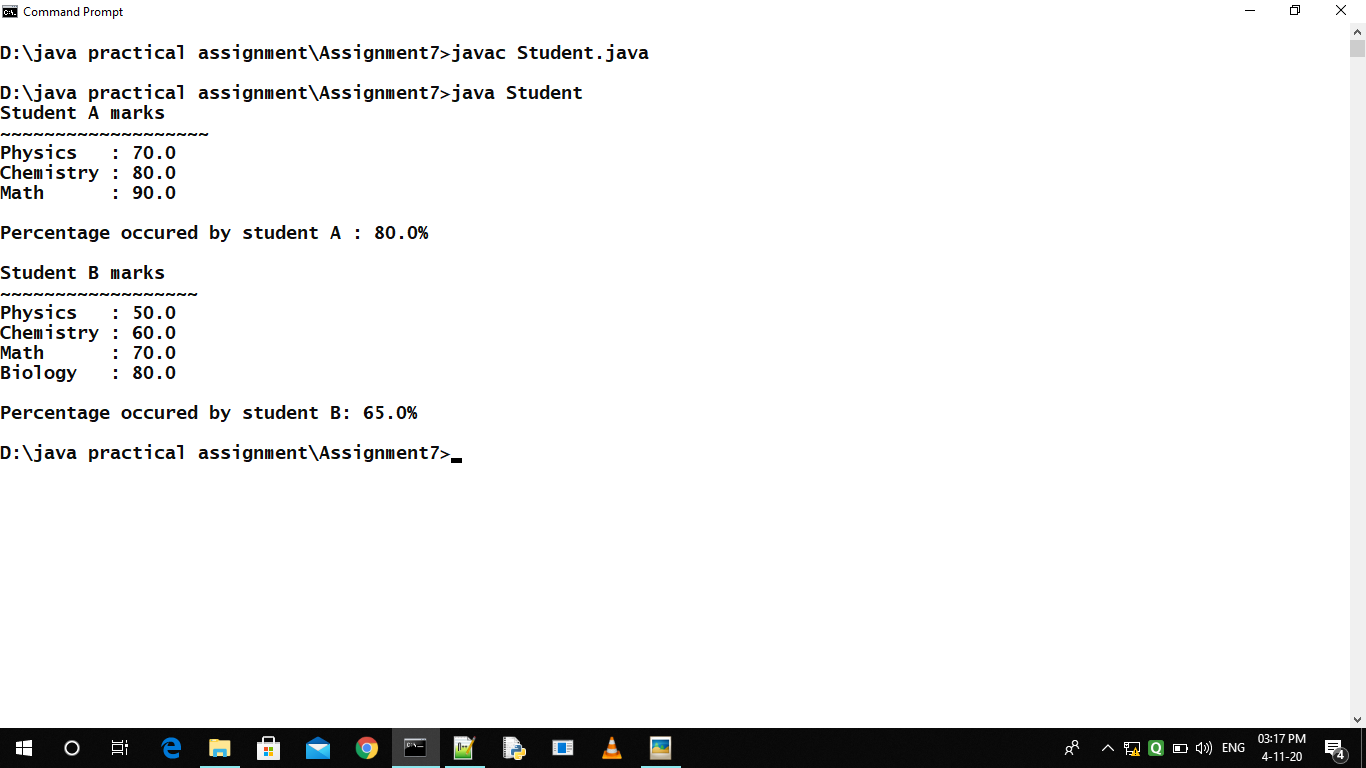 Command Prompt
D:\java practical assignment\Assignment7>javac Student.java
D:\java practical assignment\Assignment7>java Student
Student A marks
~~~~~~~~~~~~~~~~~~~
Physics   : 70.0
Chemistry : 80.0
Math      : 90.0
Percentage occured by student A : 80.0%
Student B marks
~~~~~~~~~~~~~~~~~~
Physics   : 50.0
Chemistry : 60.0
Math      : 70.0
Biology   : 80.0
Percentage occured by student B: 65.0%
D:\java practical assignment\Assignment7>
ENG
03:17 PM
4-11-20
4